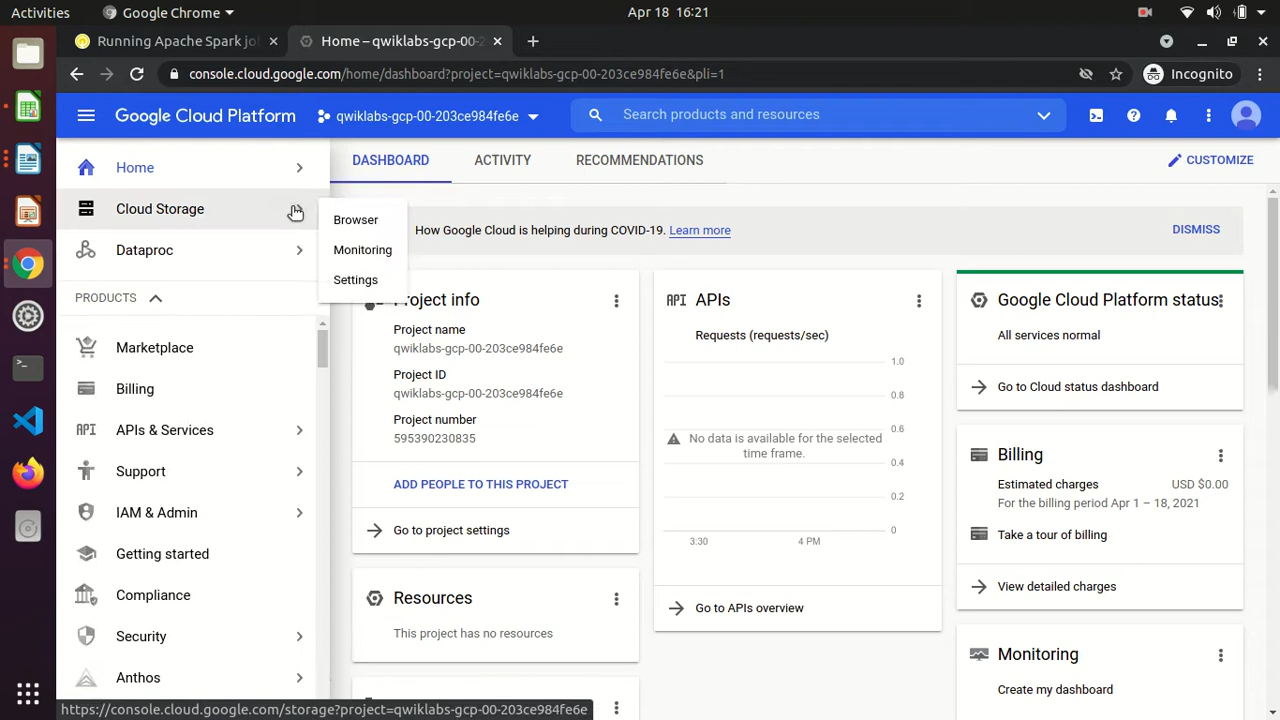 Activities
Google Chrome
Apr 18 16:21
Running Apache Spark jo
Home – qwiklabs-gcp-00-2
console.cloud.google.com/home/dashboard?project=qwiklabs-gcp-00-203ce984fe6e&pli=1
Incognito
Google Cloud Platform
qwiklabs-gcp-00-203ce984fe6e
Search products and resources
Home
DASHBOARD
ACTIVITY
RECOMMENDATIONS
CUSTOMIZE
Cloud Storage
Browser
Monitoring
Settings
How Google Cloud is helping during COVID-19. Learn more
DISMISS
Dataproc
PRODUCTS
Marketplace
Billing
API APIs & Services
Support
IAM & Admin
Getting started
Compliance
Security
Anthos
Project info
Project name
qwiklabs-gcp-00-203ce984fe6e
Project ID
qwiklabs-gcp-00-203ce984fe6e
Project number
595390230835
ADD PEOPLE TO THIS PROJECT
Go to project settings
Resources
This project has no resources
API APIs
Requests (requests/sec)
1.0
0.8
0.6
No data is available for the selected
time frame.
0.4
0.2
0
3:30
4 PM
Go to APIs overview
Google Cloud Platform status
All services normal
Go to Cloud status dashboard
Billing
Estimated charges
USD $0.00
For the billing period Apr 1 – 18, 2021
Take a tour of billing
View detailed charges
Monitoring
Create my dashboard
https://console.cloud.google.com/storage?project=qwiklabs-gcp-00-203ce984fe6e